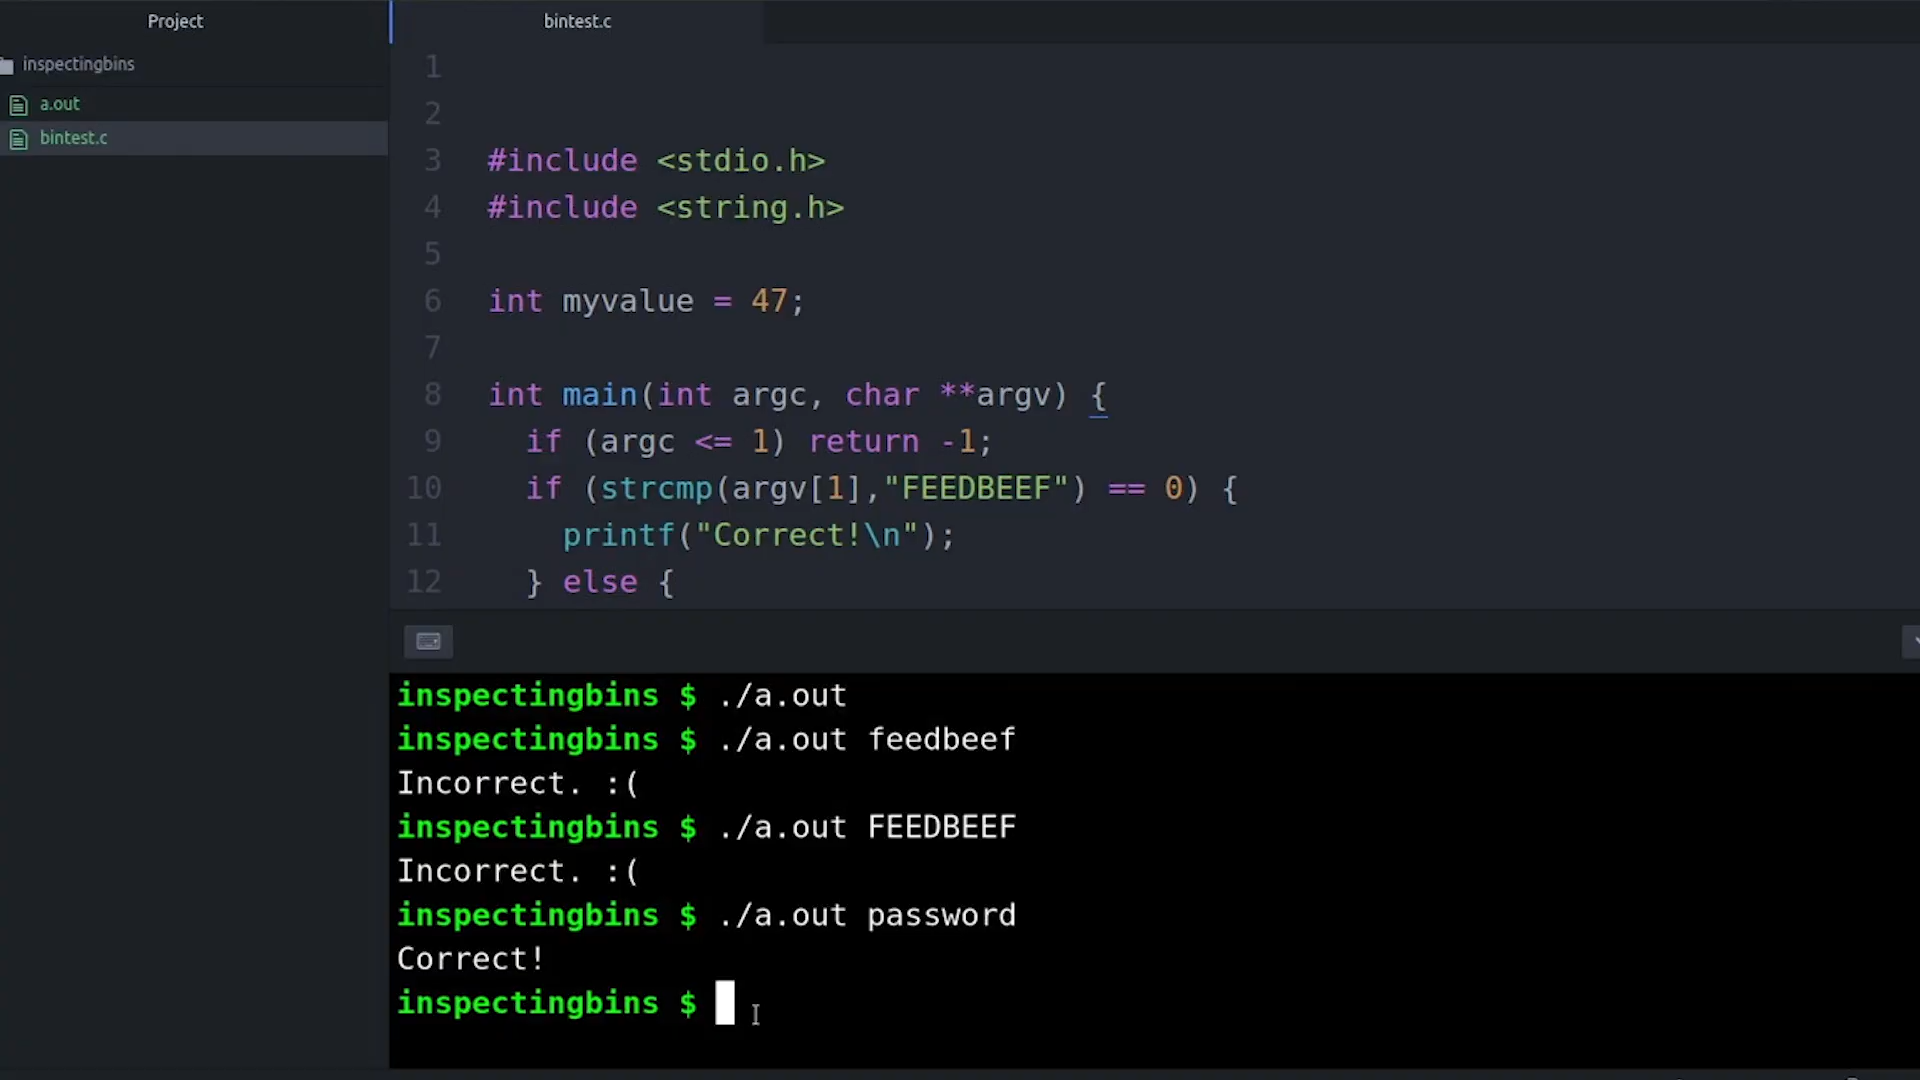 Project
inspectingbins
a.out
bintest.c
bintest.c
1
2
3 #include <stdio.h>
4 #include <string.h>
5
6 int myvalue = 47;
7
8 int main(int argc, char **argv) {
9 if (argc <= 1) return -1;
10 if (strcmp(argv[1],"FEEDBEEF") == 0) {
11 printf("Correct!\n");
12 } else {
inspectingbins $ ./a.out
inspectingbins $ ./a.out feedbeef
Incorrect. :(
inspectingbins $ ./a.out FEEDBEEF
Incorrect. :(
inspectingbins $ ./a.out password
Correct!
inspectingbins $